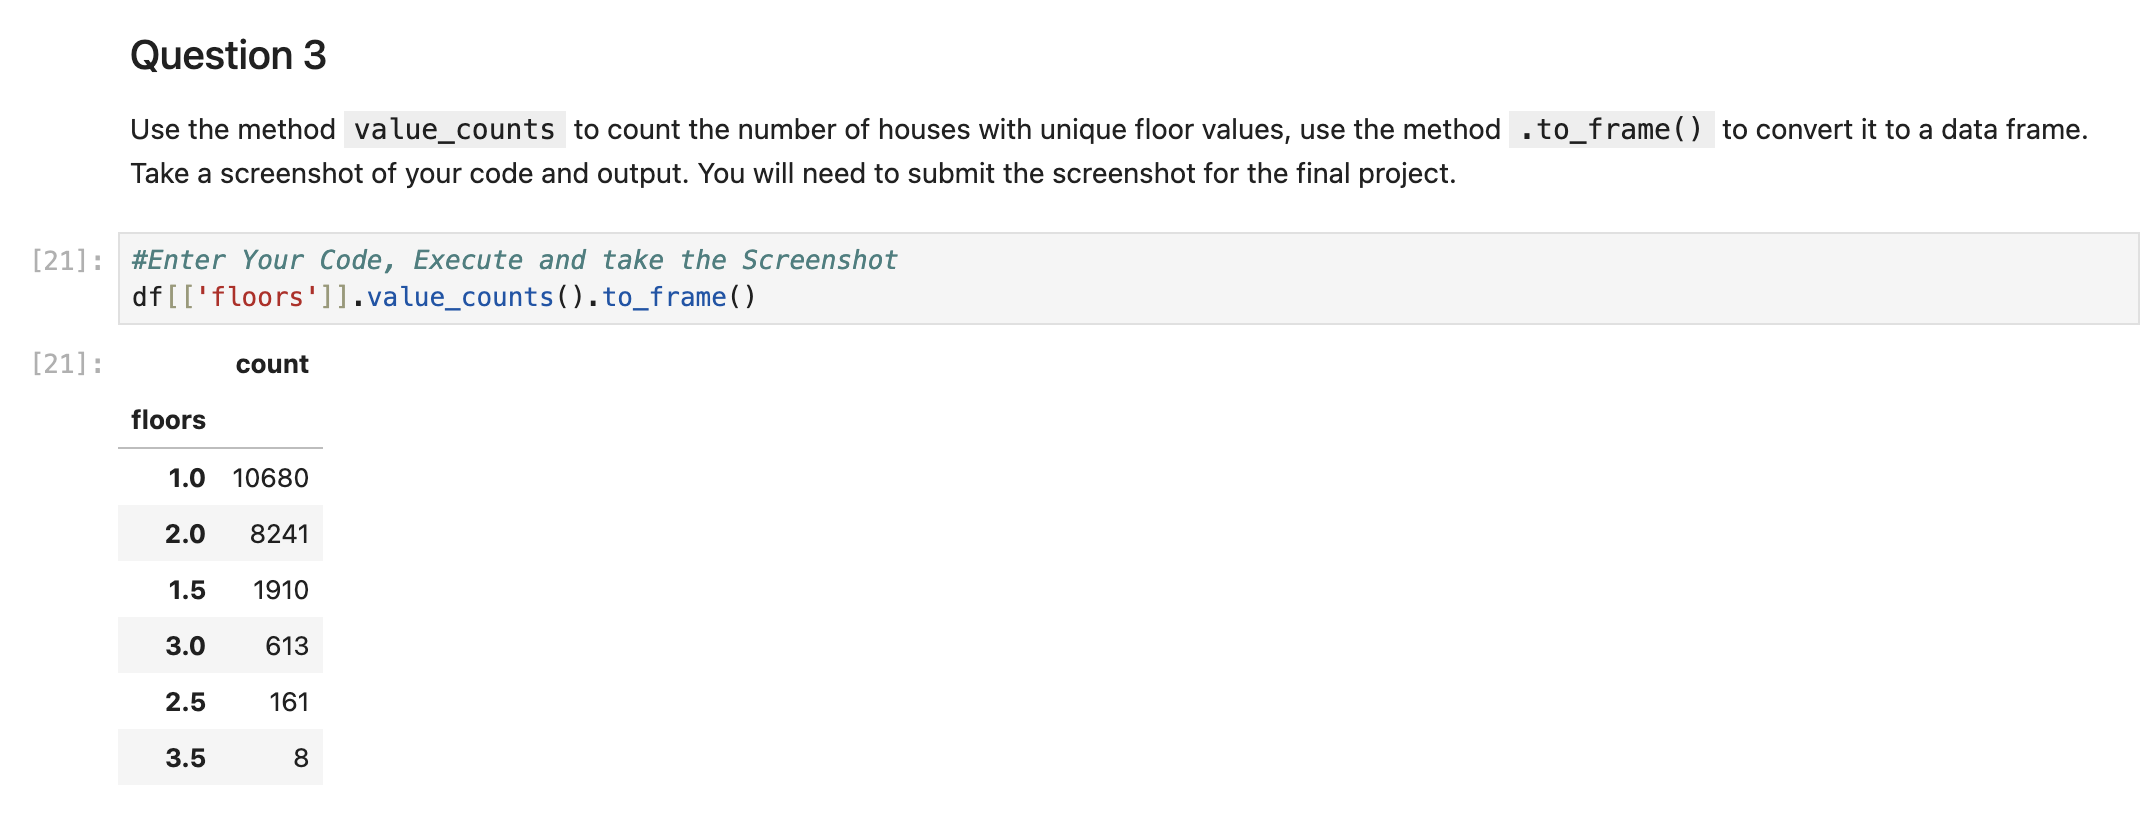 Question 3
Use the method value_counts to count the number of houses with unique floor values, use the method .to_frame() to convert it to a data frame.
Take a screenshot of your code and output. You will need to submit the screenshot for the final project.
[21]: #Enter Your Code, Execute and take the Screenshot
df[['floors']].value_counts().to_frame()
[21]: count
floors
1.0 10680
2.0 8241
1.5 1910
3.0 613
2.5 161
3.5 8